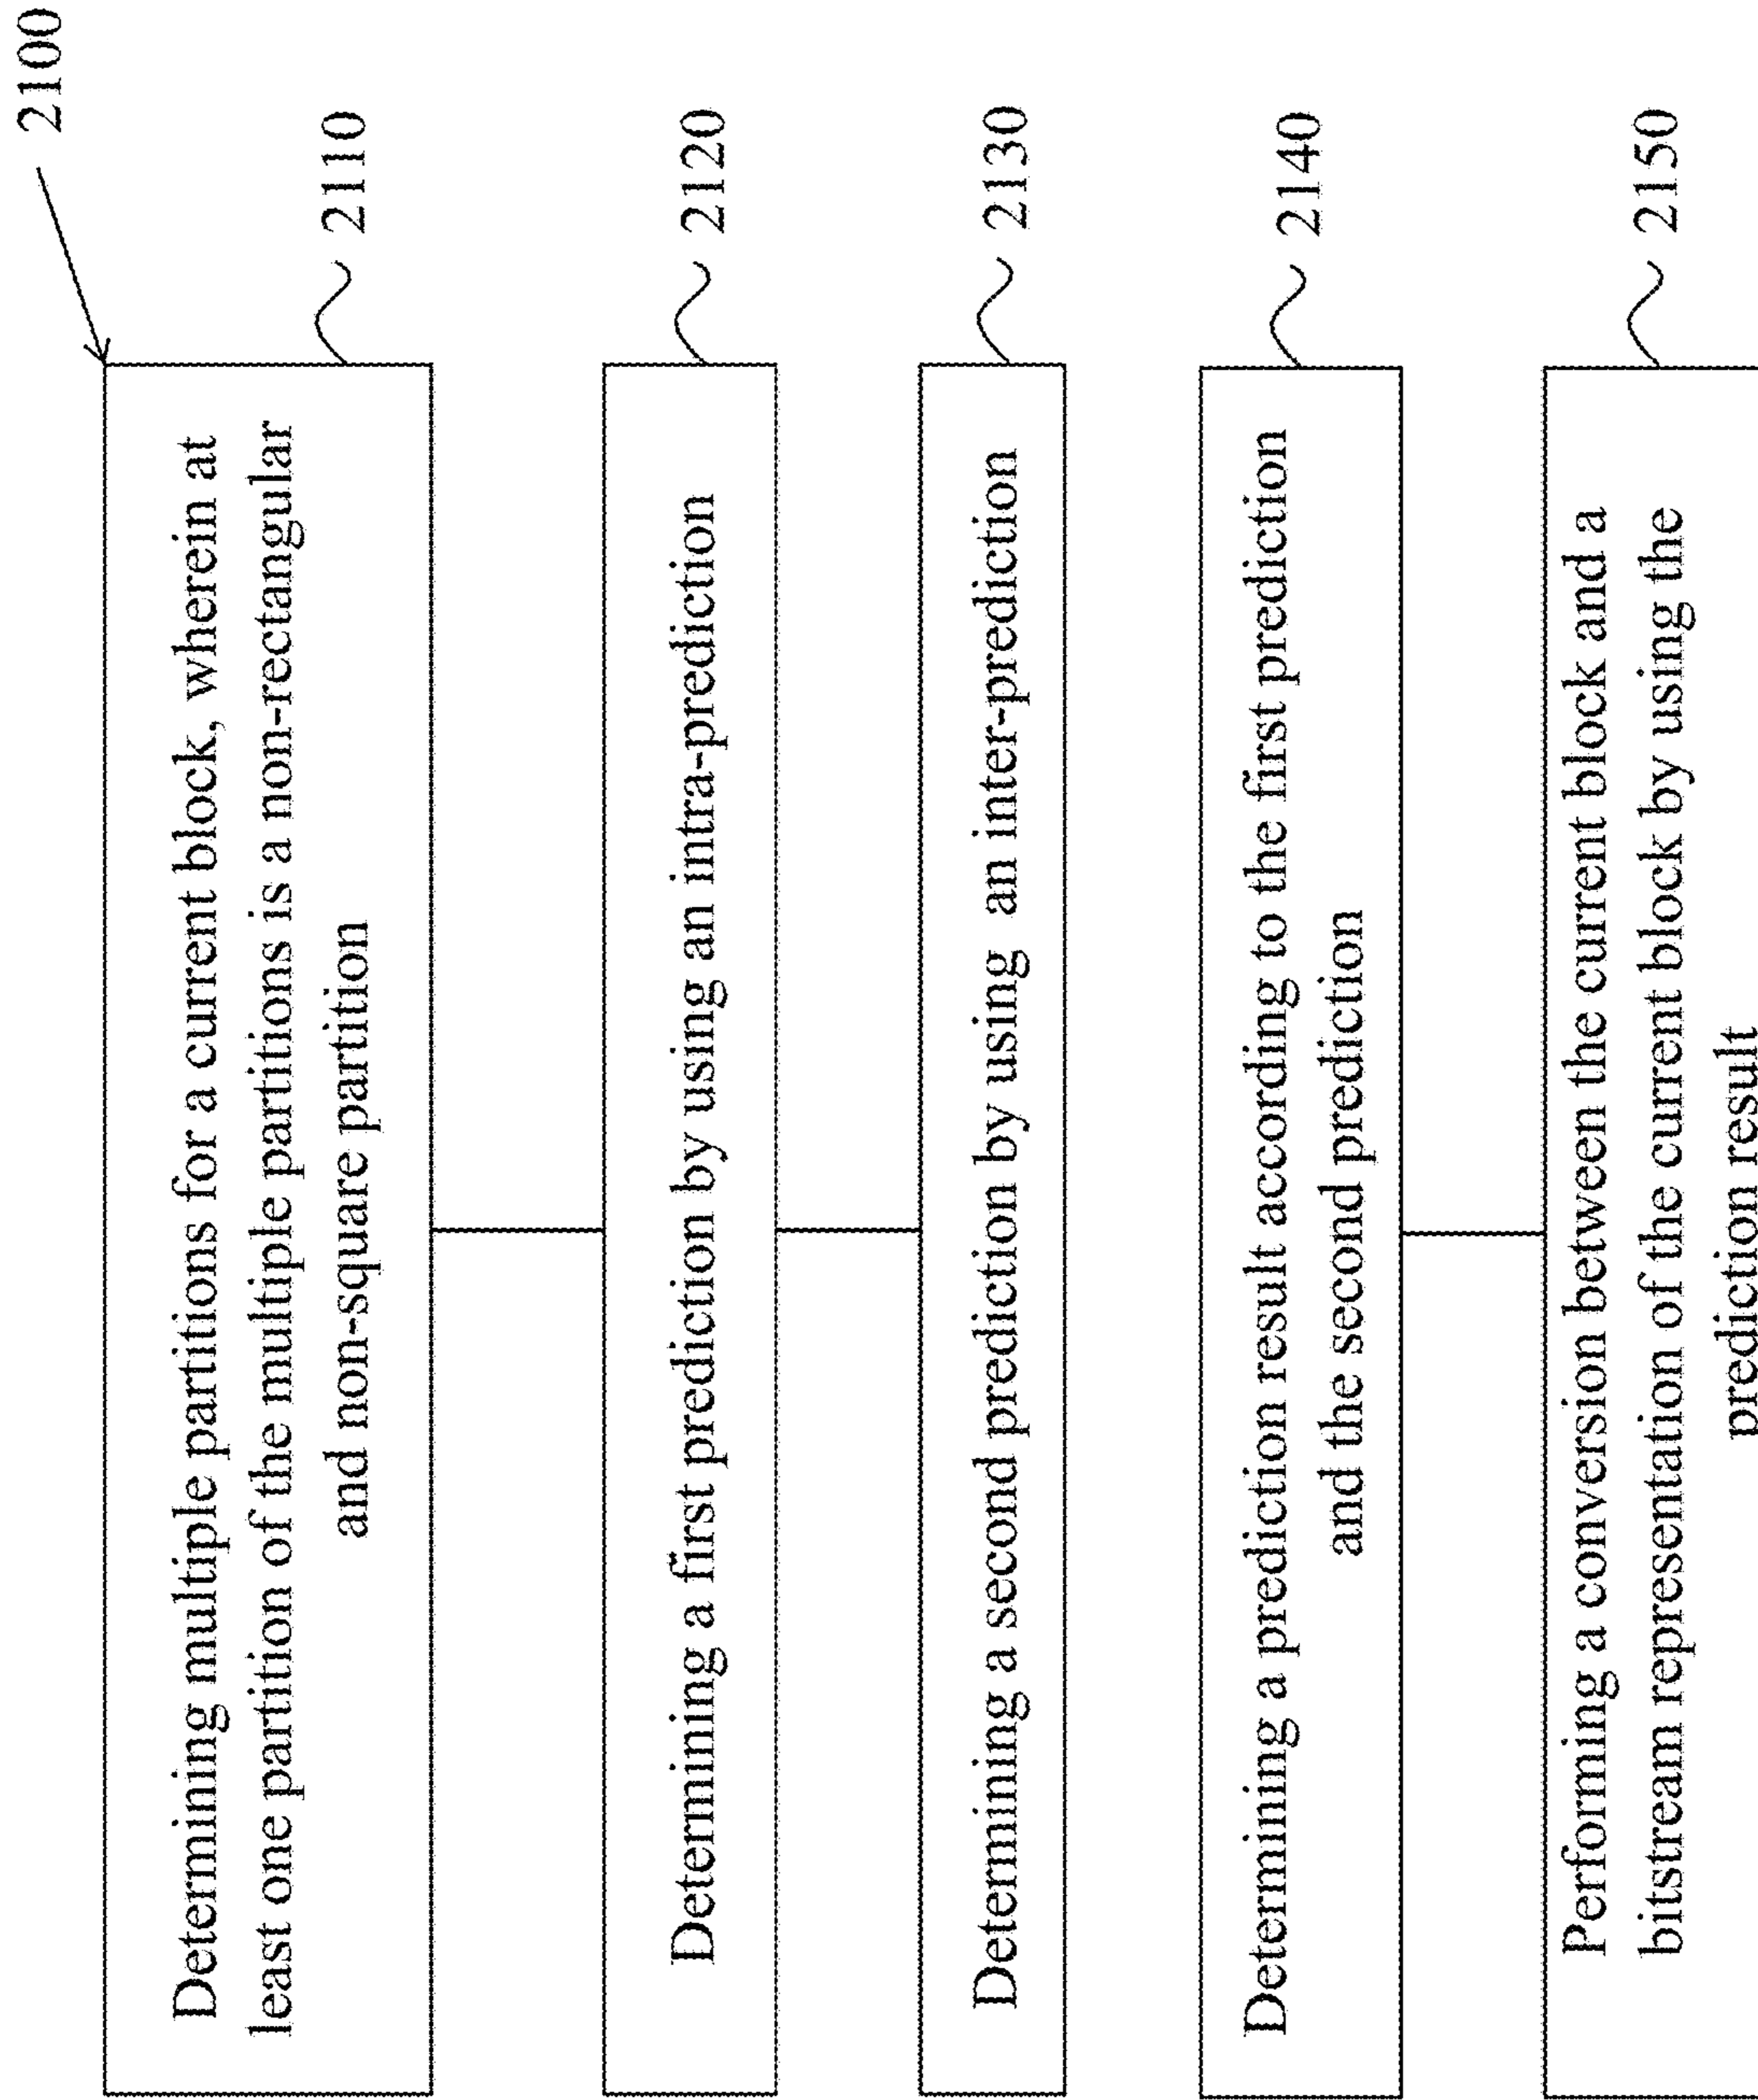 2100
Determining multiple partitions for a current block, wherein at
least one partition of the multiple partitions is a non-rectangular
and non-square partition
2110
Determining a first prediction by using an intra-prediction
2120
Determining a second prediction by using an inter-prediction
2130
Determining a prediction result according to the first prediction
and the second prediction
2140
Performing a conversion between the current block and a
bitstream representation of the current block by using the
prediction result
2150